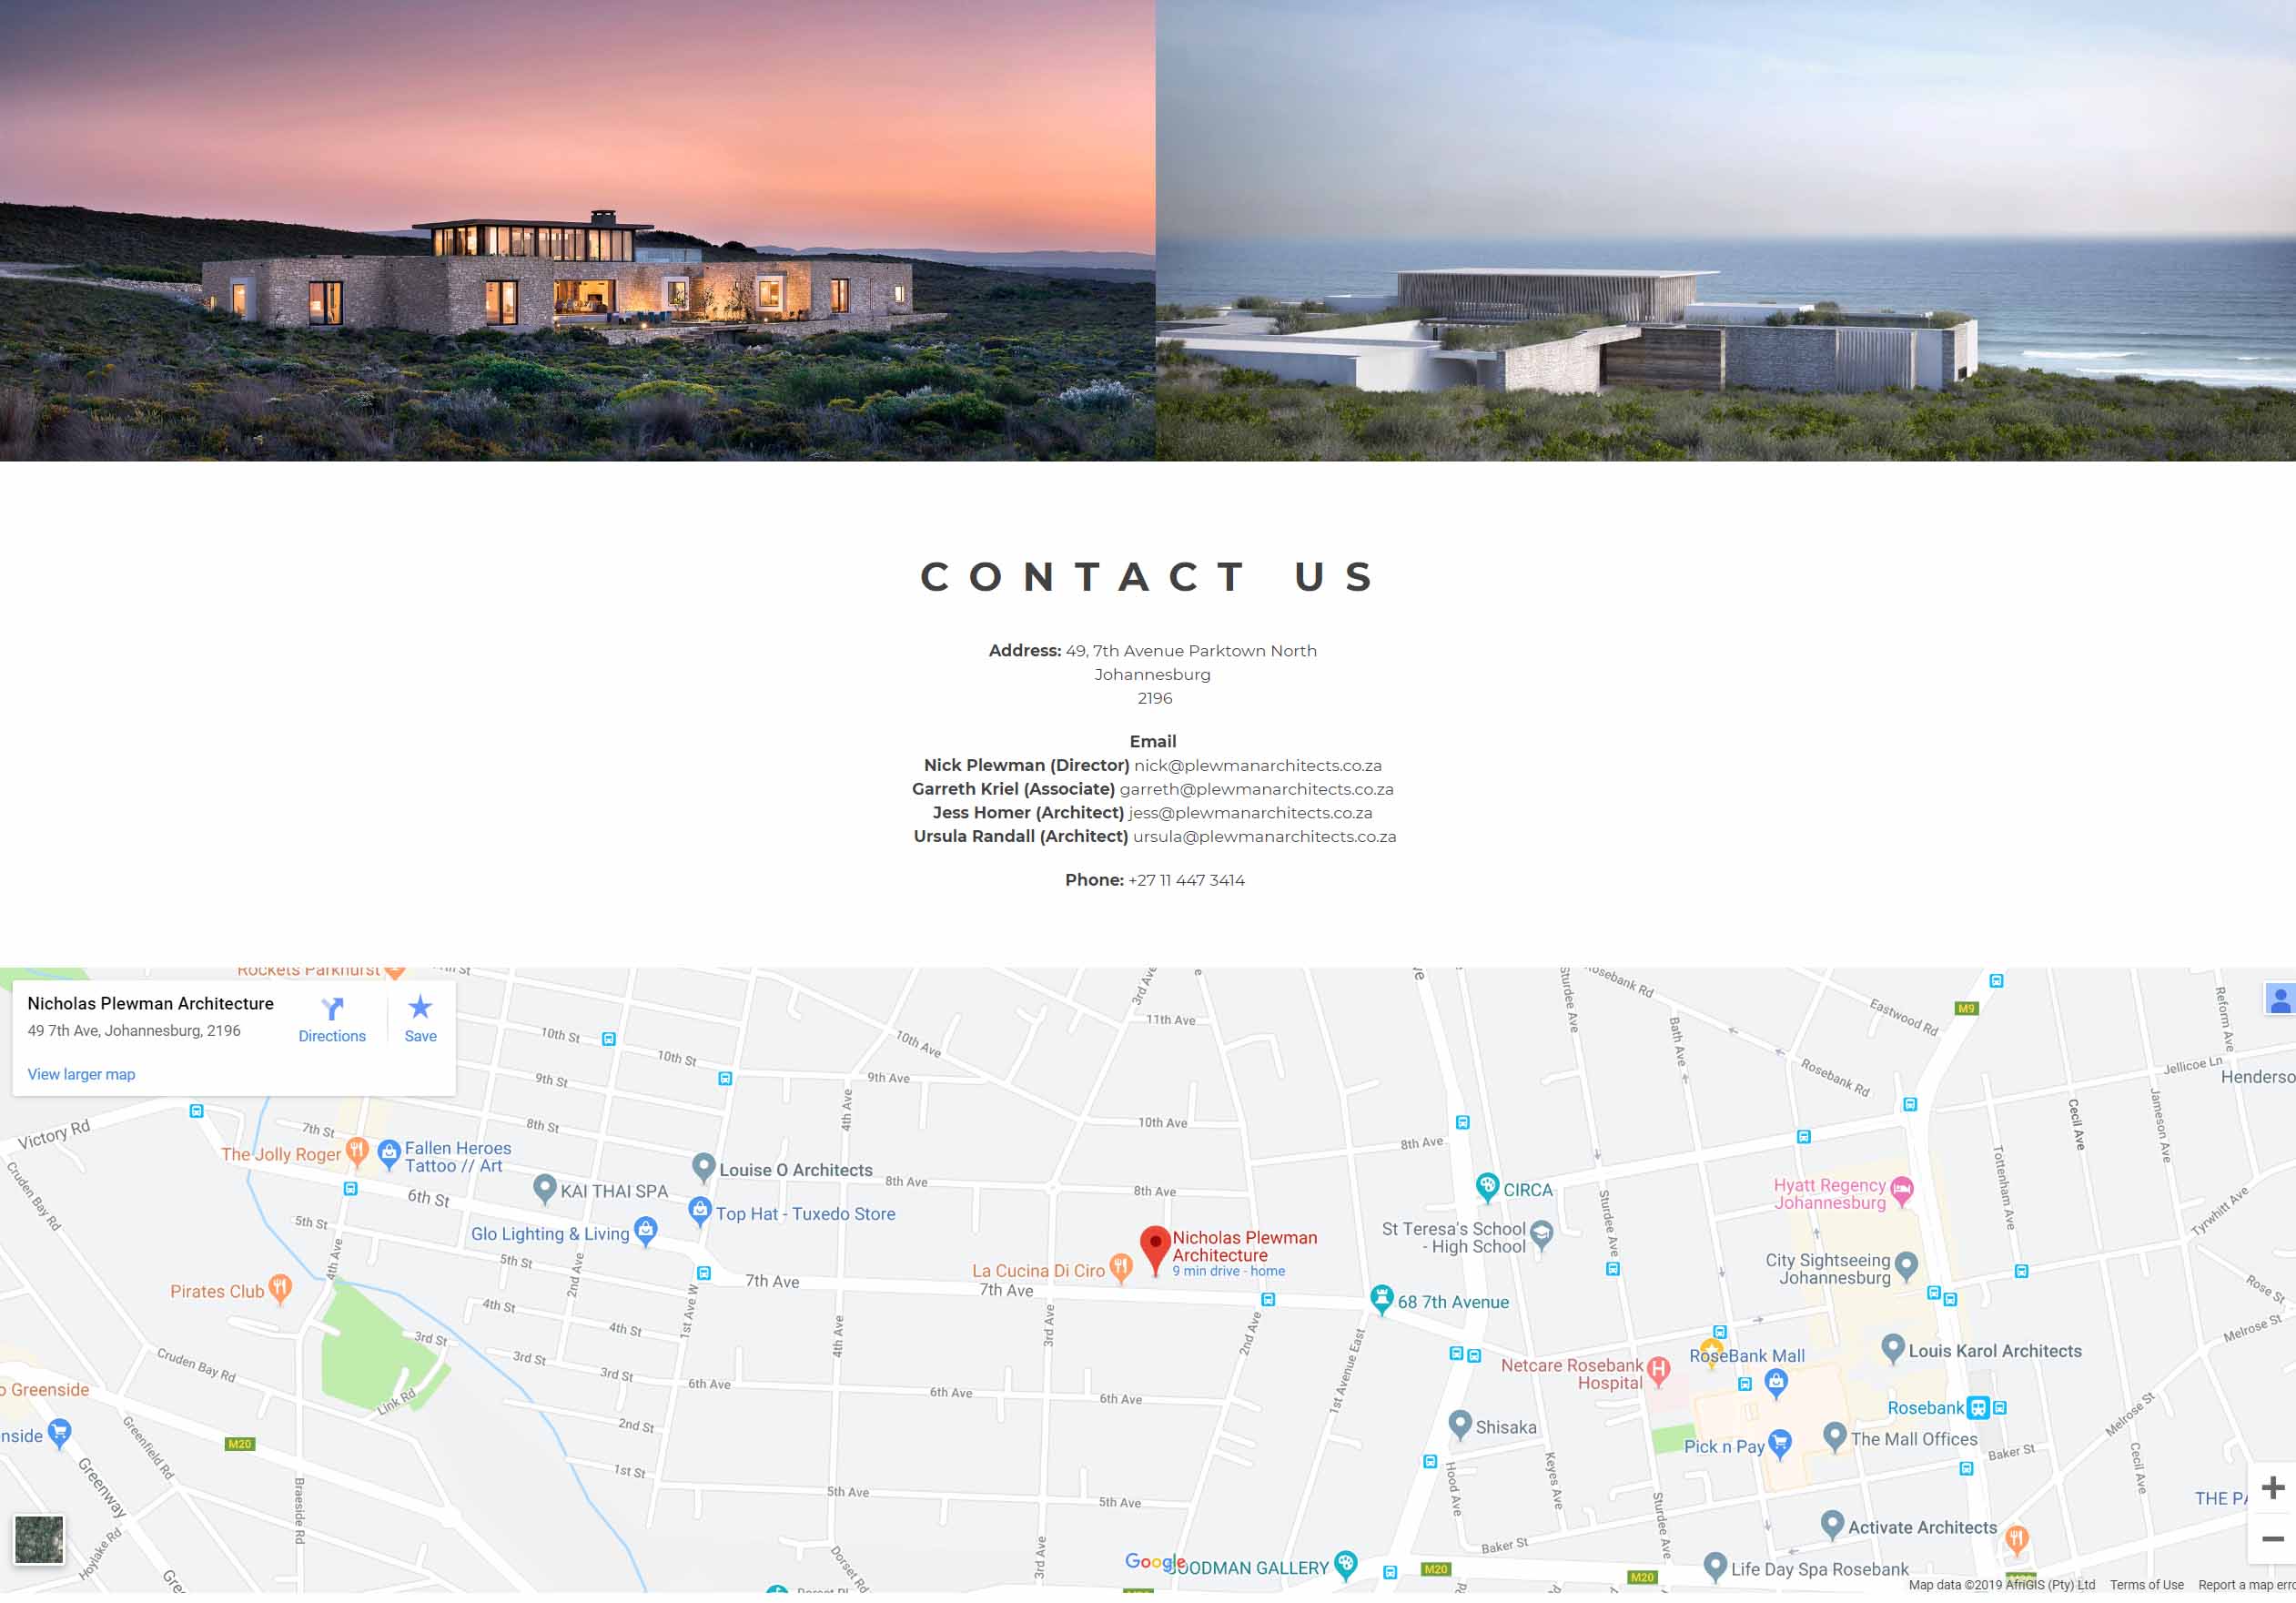 CONTACT US
Address: 49, 7th Avenue Parktown North
Johannesburg
2196
Email
Nick Plewman (Director) nick@plewmanarchitects.co.za
Garreth Kriel (Associate) garreth@plewmanarchitects.co.za
Jess Homer (Architect) jess@plewmanarchitects.co.za
Ursula Randall (Architect) ursula@plewmanarchitects.co.za
Phone: +27 11 447 3414
Rockets Parkhurst
Nicholas Plewman Architecture
49 7th Ave, Johannesburg, 2196
Directions
Save
View larger map
3rd Ave
Sturdee Ave
Rosebank Rd
Eastwood Rd
M9
Reform Ave
11th Ave
10th St
10th St
10th Ave
Bath Ave
Rosebank Rd
Jellicoe Ln
Henderso
9th St
9th Ave
4th Ave
Cecil Ave
Jameson Ave
Victory Rd
7th St
8th St
10th Ave
8th Ave
Tottenham Ave
The Jolly Roger
Fallen Heroes
Tattoo // Art
Louise O Architects
KAI THAI SPA
8th Ave
8th Ave
CIRCA
Hyatt Regency
Johannesburg
Cruden Bay Rd
6th St
Top Hat - Tuxedo Store
Sturdee Ave
Tyrwhitt Ave
5th St
Glo Lighting & Living
Nicholas Plewman
Architecture
9 min drive - home
St Teresa's School
- High School
4th Ave
5th St
2nd Ave
La Cucina Di Ciro
City Sightseeing
Johannesburg
Pirates Club
7th Ave
7th Ave
68 7th Avenue
Rose St
4th St
4th St
1st Ave W
4th Ave
3rd Ave
2nd Ave
1st Avenue East
Melrose St
3rd St
Cruden Bay Rd
3rd St
3rd St
RoseBank Mall
Louis Karol Architects
Netcare Rosebank
Hospital
o Greenside
Link Rd
6th Ave
6th Ave
6th Ave
Rosebank
Melrose St
nside
Greenfield Rd
M20
2nd St
Shisaka
Pick n Pay
The Mall Offices
Baker St
Greenway
Braeside Rd
1st St
5th Ave
5th Ave
Hood Ave
Keyes Ave
Sturdee Ave
Cecil Ave
THE PA
Hoylake Rd
Dorset Rd
3rd Ave
Baker St
Activate Architects
Gre
Google
GOODMAN GALLERY
M20
M20
Life Day Spa Rosebank
Map data ©2019 AfriGIS (Pty) Ltd
Terms of Use
Report a map erro